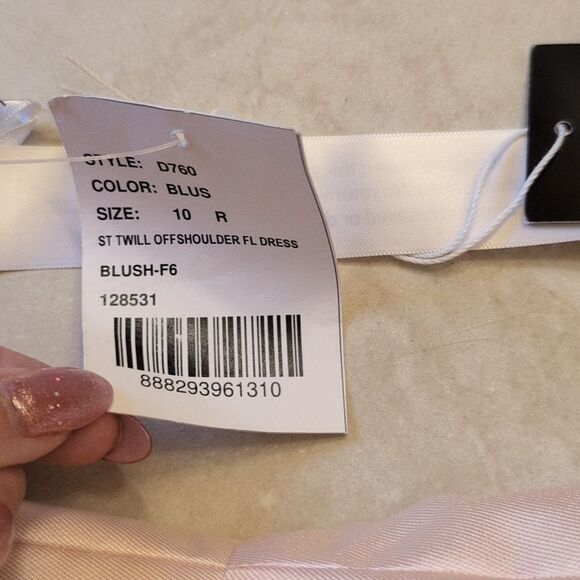 STYLE: D760
COLOR: BLUS
SIZE: 10 R
ST TWILL OFFSHOULDER FL DRESS
BLUSH-F6
128531
888293961310